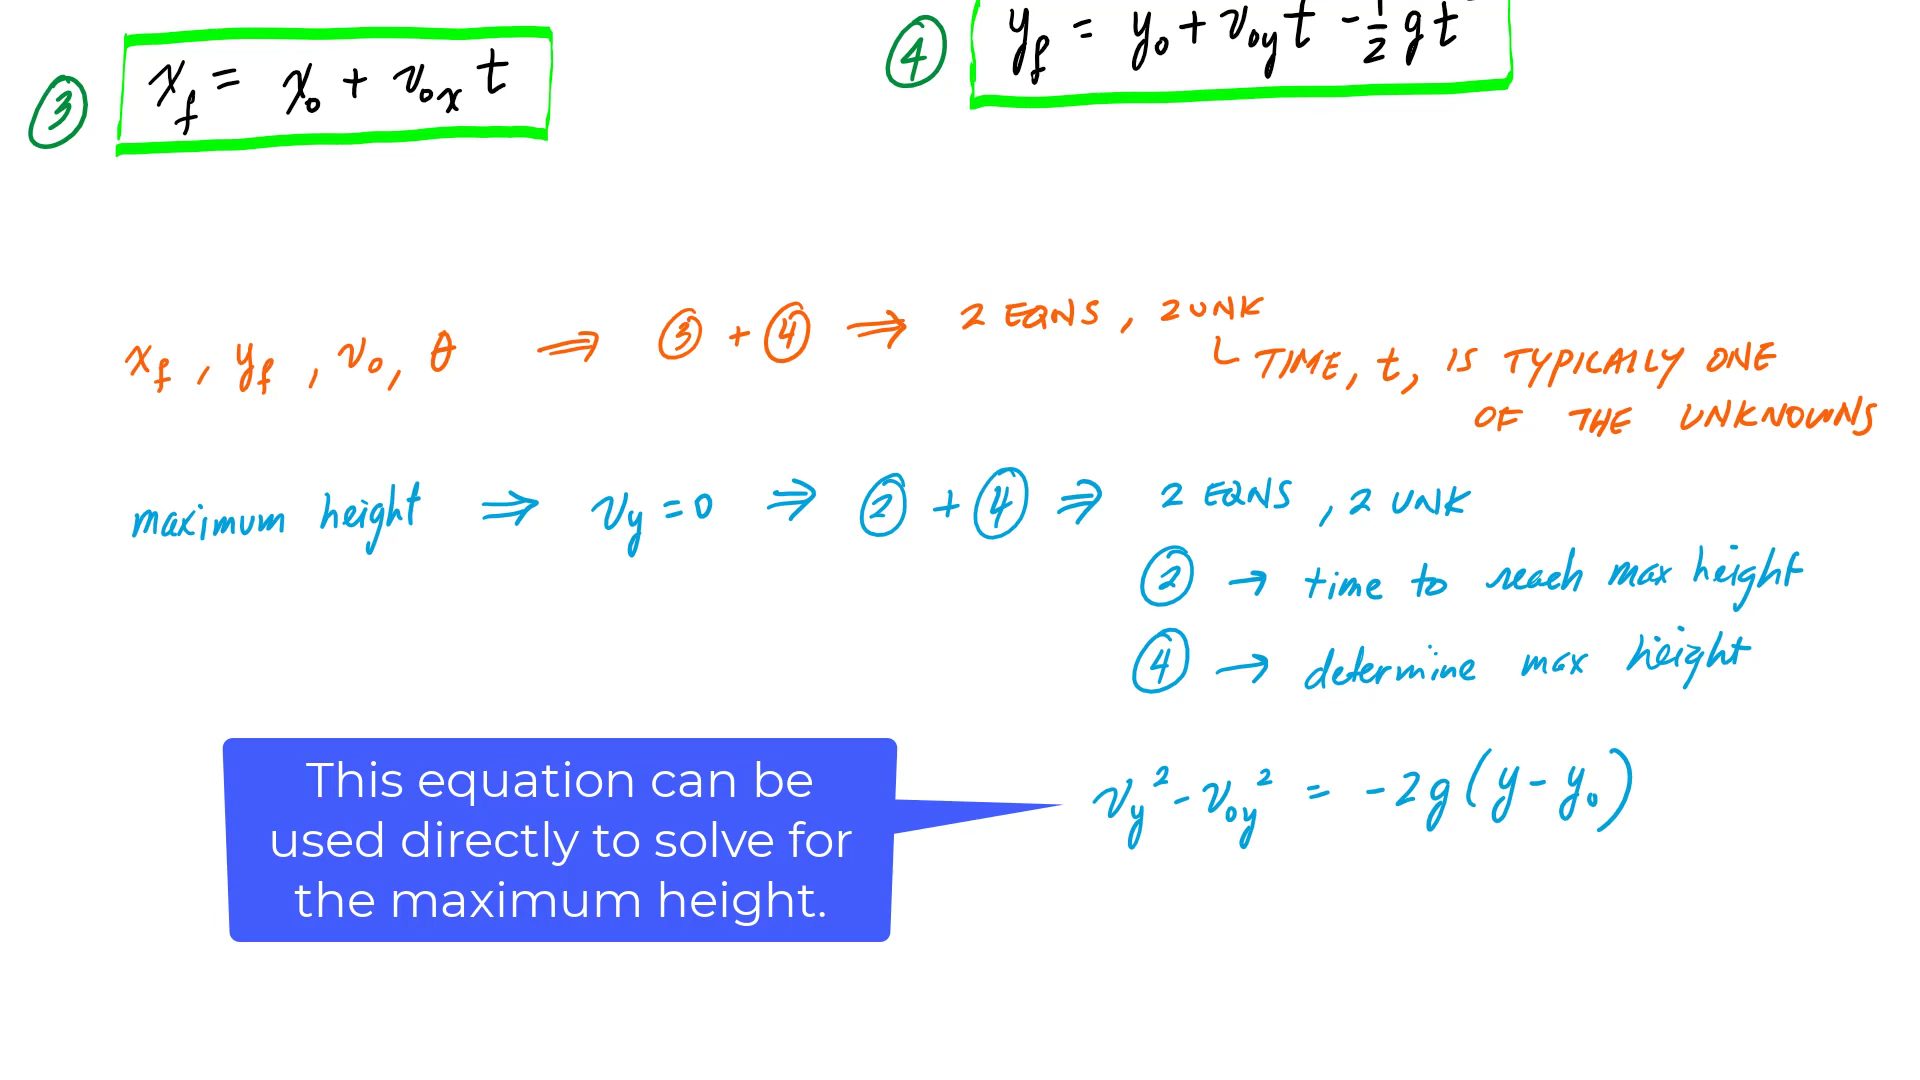 ③ x_f = x_0 + v_0x t
④ y_f = y_0 + v_0y t - 1/2 g t
x_f , y_f , v_0 , θ ⇒ ③ + ④ ⇒ 2 EQNS , 2 UNK
TIME, t, IS TYPICALLY ONE
OF THE UNKNOWNS
maximum height ⇒ v_y = 0 ⇒ ② + ④ ⇒ 2 EQNS , 2 UNK
② → time to reach max height
④ → determine max height
v_y² - v_0y² = -2g (y - y_0)
This equation can be
used directly to solve for
the maximum height.